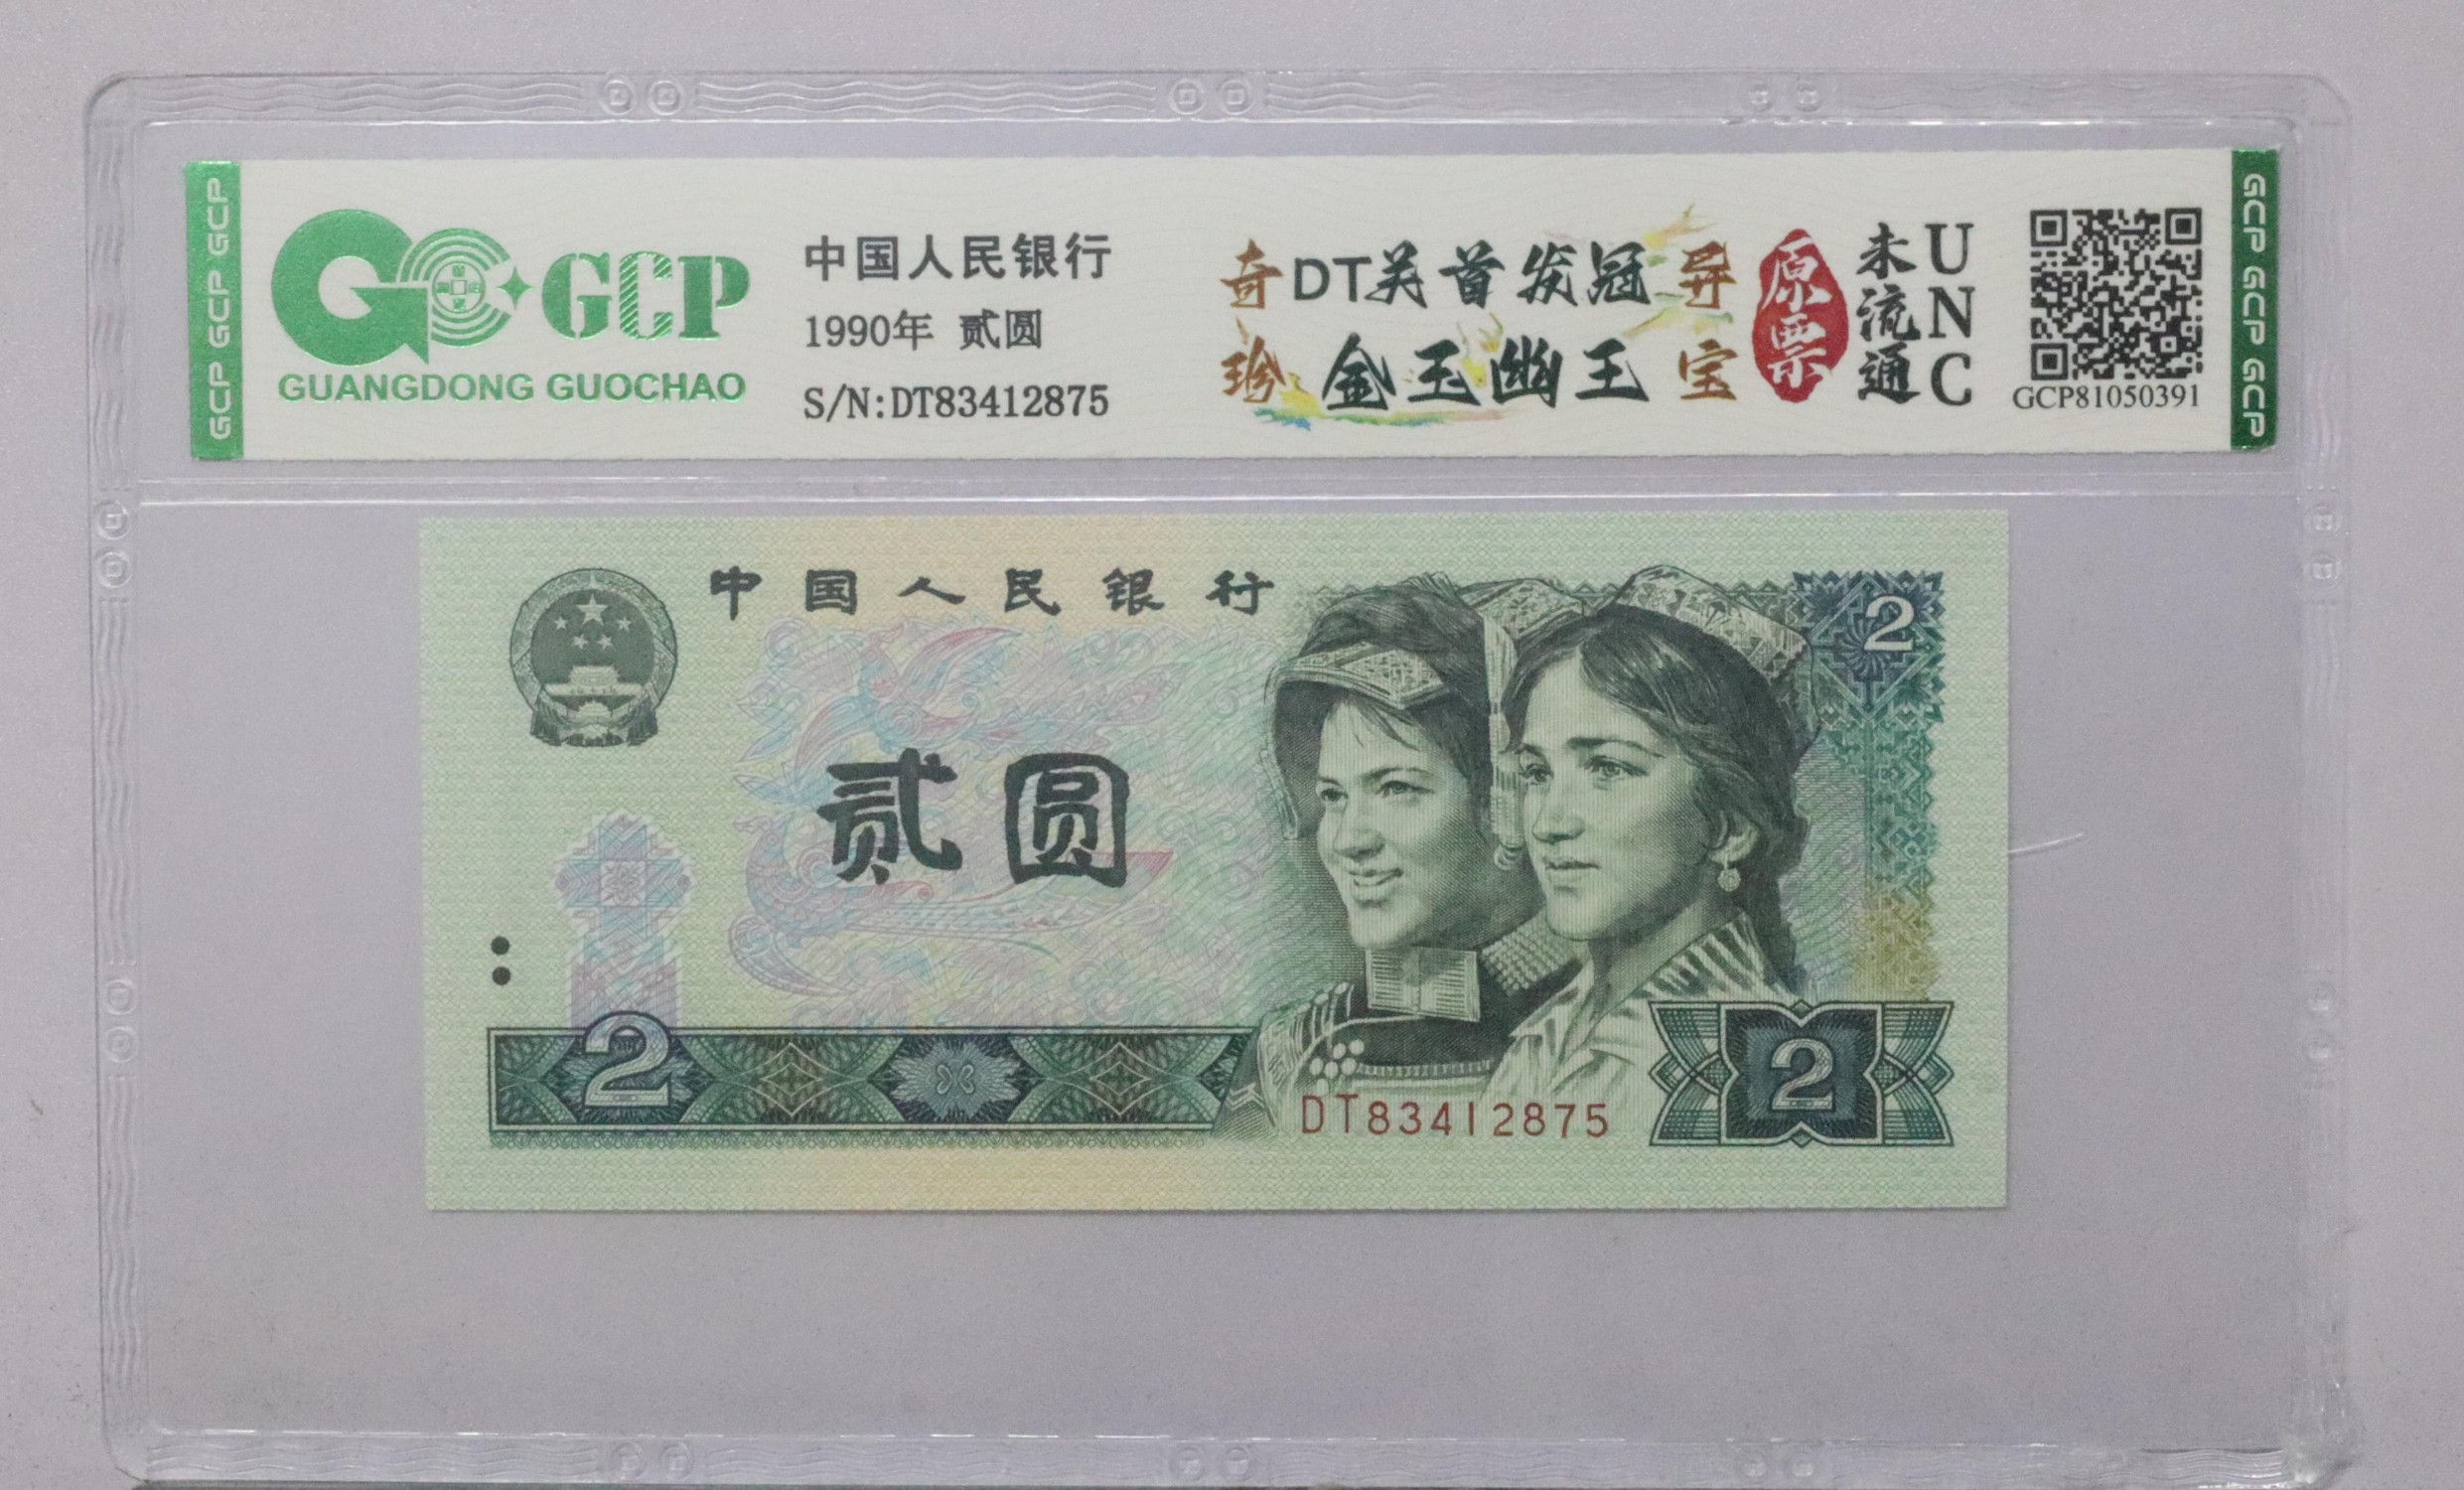 GCP GCP GCP
GCP
GUANGDONG GUOCHAO
中国人民银行
1990年 贰圆
S/N:DT83412875
奇 DT关首发冠 异
珍 金玉幽王 宝
原票
未流通
UNC
GCP81050391
GCP GCP GCP
中国人民银行
2
贰圆
2
DT83412875
2